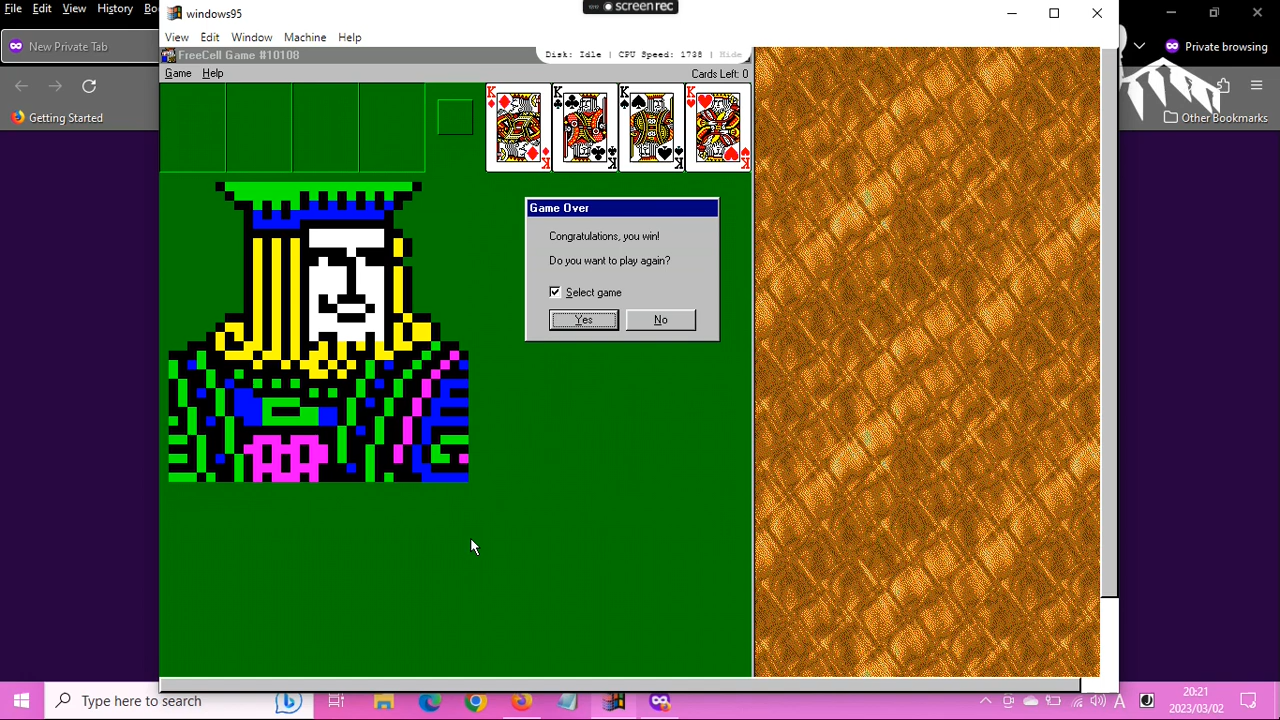 windows95
screenrec
File Edit View History Bo
View Edit Window Machine Help
New Private Tab
Private browsing
FreeCell Game #10108
Disk: Idle | CPU Speed: 1738 | Hide
Game Help
Cards Left: 0
Getting Started
Other Bookmarks
K K K K
K K K K
Game Over
Congratulations, you win!
Do you want to play again?
Select game
Yes No
Type here to search
A
20:21
2023/03/02